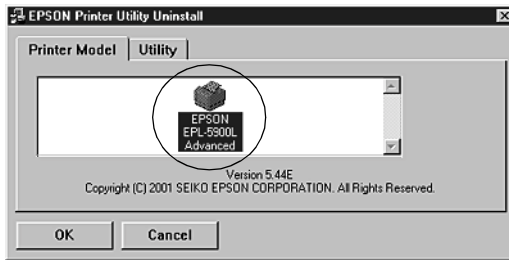 EPSON Printer Utility Uninstall
Printer Model
Utility
EPSON
EPL-5900L
Advanced
Version 5.44E
Copyright (C) 2001 SEIKO EPSON CORPORATION. All Rights Reserved.
OK
Cancel